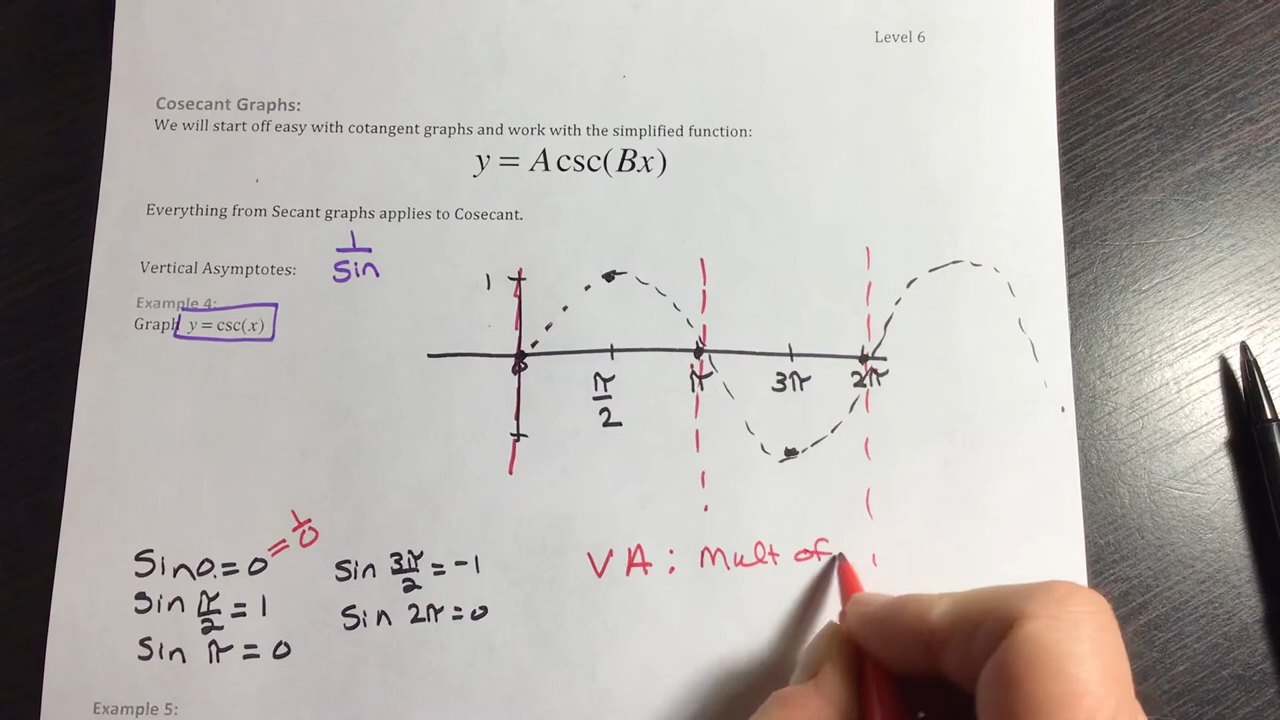 Level 6
Cosecant Graphs:
We will start off easy with cotangent graphs and work with the simplified function:
y = A csc(Bx)
Everything from Secant graphs applies to Cosecant.
Vertical Asymptotes:
1
Sin
Example 4:
Graph y = csc(x)
1
0
π
2
π
3π
2π
Sin 0 = 0 = 1/0
Sin π/2 = 1
Sin π = 0
Sin 3π/2 = -1
Sin 2π = 0
VA: Mult of
Example 5: